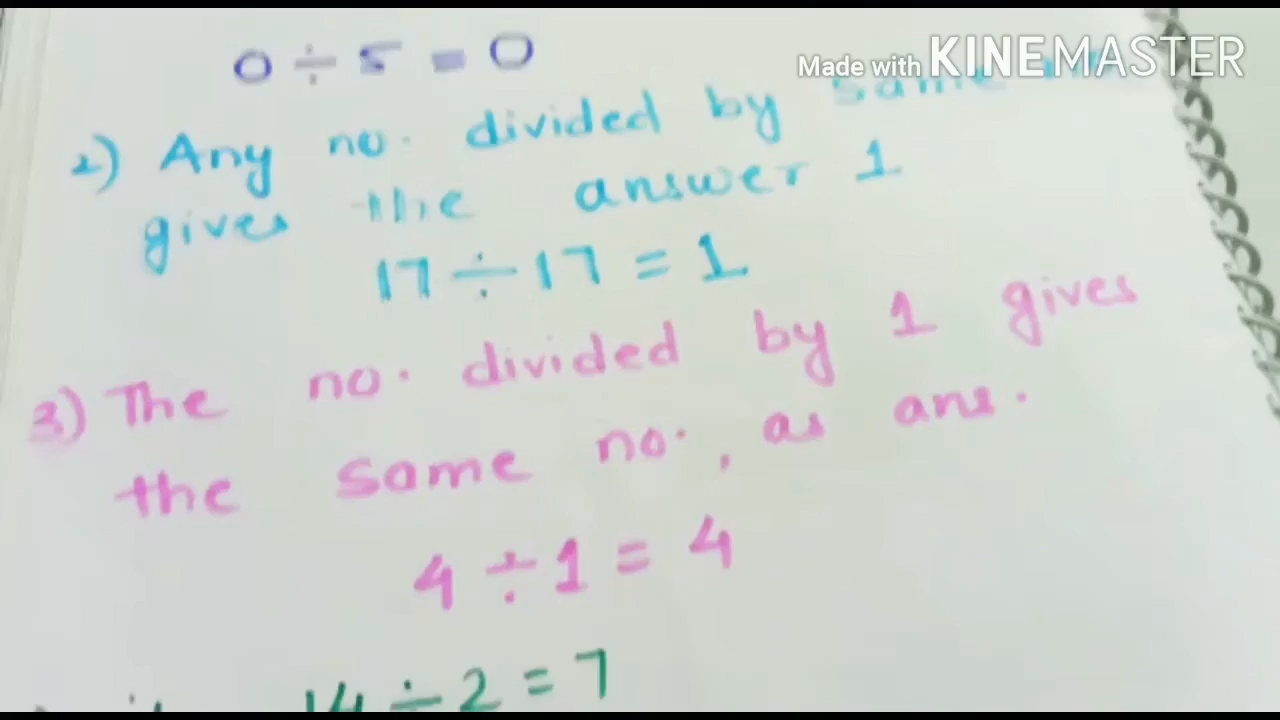 0 ÷ 5 = 0
Made with KINEMASTER
2) Any no. divided by same
gives the answer 1
17 ÷ 17 = 1
3) The no. divided by 1 gives
the same no., as ans.
4 ÷ 1 = 4
14 ÷ 2 = 7